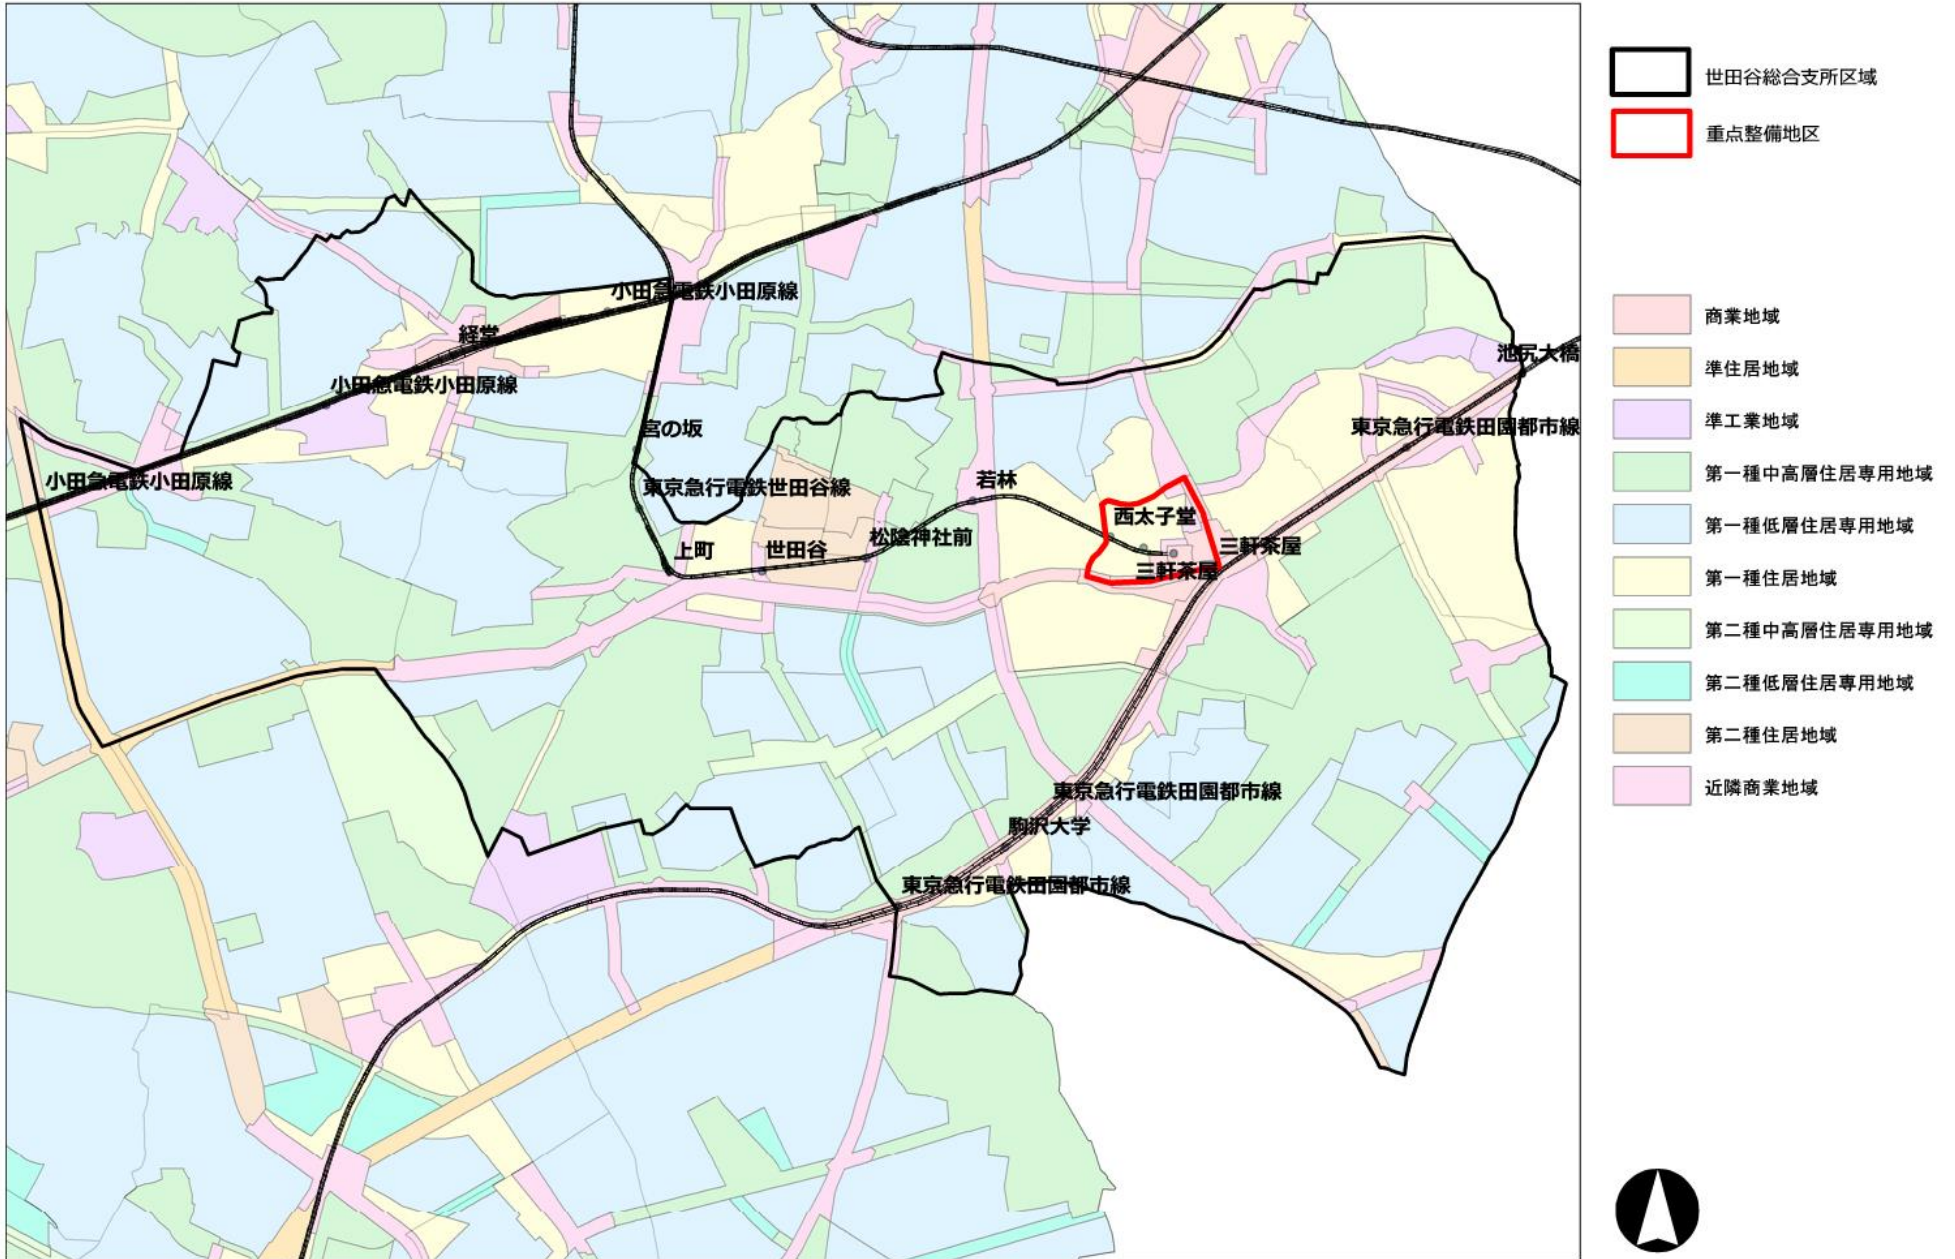 世田谷総合支所区域
重点整備地区
小田急電鉄小田原線
経堂
池尻大橋
小田急電鉄小田原線
宮の坂
東京急行電鉄田園都市線
小田急電鉄小田原線
東京急行電鉄世田谷線
若林
西太子堂
松陰神社前
上町
世田谷
三軒茶屋
三軒茶屋
東京急行電鉄田園都市線
駒沢大学
東京急行電鉄田園都市線
商業地域
準住居地域
準工業地域
第一種中高層住居専用地域
第一種低層住居専用地域
第一種住居地域
第二種中高層住居専用地域
第二種低層住居専用地域
第二種住居地域
近隣商業地域